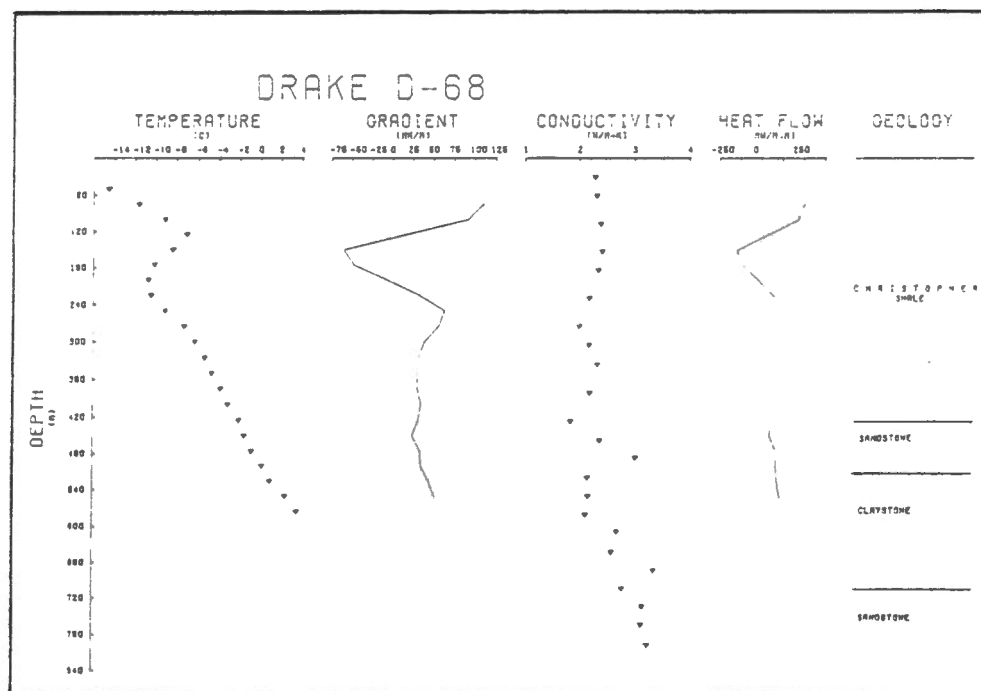 DRAKE D-68
TEMPERATURE GRADIENT CONDUCTIVITY HEAT FLOW GEOLOGY
(C) (MK/M) (W/M-K)
-14 -12 -10 -8 -6 -4 -2 0 2 4 -75 -50 -25 0 25 50 75 100 125 1 2 3 4 -250 0 250
60
120
180
240
CHRISTOPHER
SHALE
300
360
420
DEPTH
(M)
SANDSTONE
480
540
CLAYSTONE
600
660
720
SANDSTONE
780
840